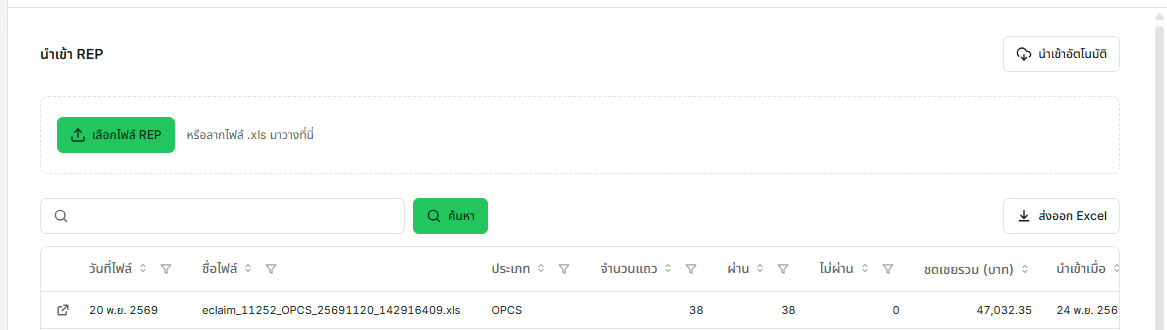 นำเข้า REP
นำเข้าอัตโนมัติ
เลือกไฟล์ REP หรือลากไฟล์ .xls มาวางที่นี่
ค้นหา
ส่งออก Excel
วันที่ไฟล์ ชื่อไฟล์ ประเภท จำนวนแถว ผ่าน ไม่ผ่าน ชดเชยรวม (บาท) นำเข้าเมื่อ
20 พ.ย. 2569 eclaim_11252_OPCS_25691120_142916409.xls OPCS 38 38 0 47,032.35 24 พ.ย. 256